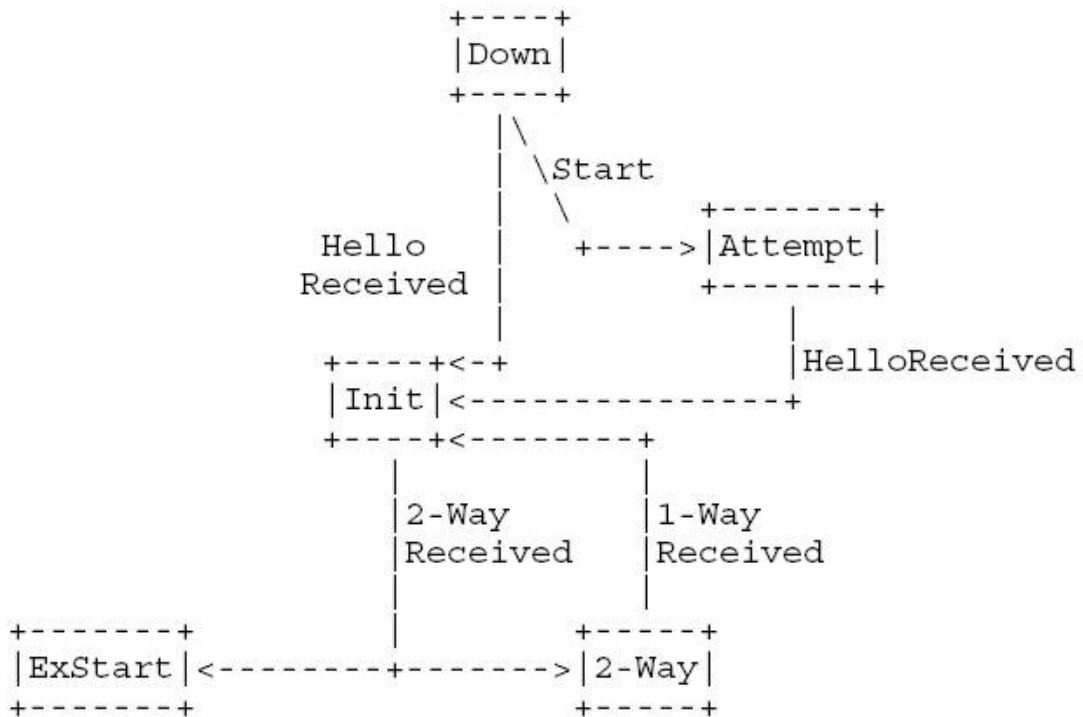 +----+
|Down|
+----+
|\
| \Start
|  \      +-------+
Hello | +---->|Attempt|
Received | +-------+
| |
+----+<-+ |HelloReceived
|Init|<---------------+
+----+<--------+
| |
|2-Way |1-Way
|Received |Received
| |
+-------+ | +-----+
|ExStart|<--------+------->|2-Way|
+-------+ +-----+